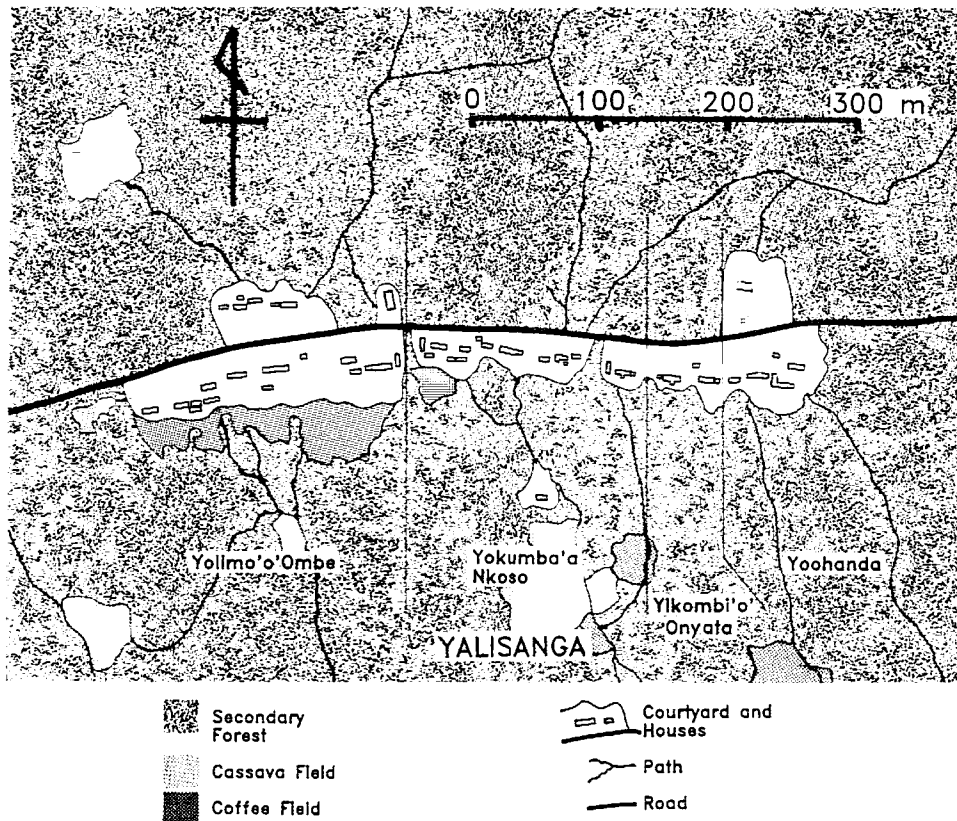 0 100 200 300 m
Yolimo'o'Ombe
Yokumba'a
Nkoso
Yoohanda
Yikombi'o'
Onyata
YALISANGA
Secondary
Forest
Cassava Field
Coffee Field
Courtyard and
Houses
Path
Road